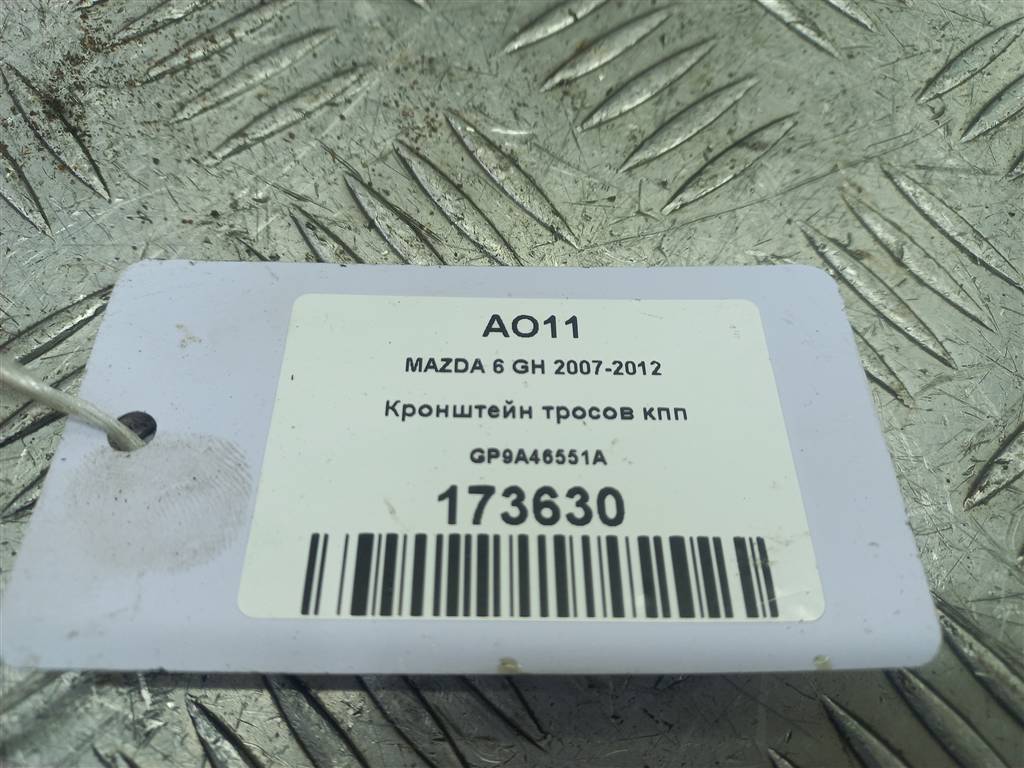 AO11
MAZDA 6 GH 2007-2012
Кронштейн тросов кпп
GP9A46551A
173630